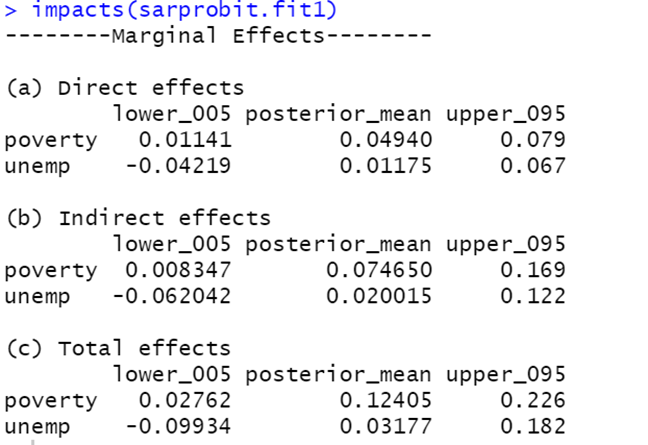 > impacts(sarprobit.fit1)
--------Marginal Effects--------
(a) Direct effects
lower_005 posterior_mean upper_095
poverty 0.01141 0.04940 0.079
unemp -0.04219 0.01175 0.067
(b) Indirect effects
lower_005 posterior_mean upper_095
poverty 0.008347 0.074650 0.169
unemp -0.062042 0.020015 0.122
(c) Total effects
lower_005 posterior_mean upper_095
poverty 0.02762 0.12405 0.226
unemp -0.09934 0.03177 0.182